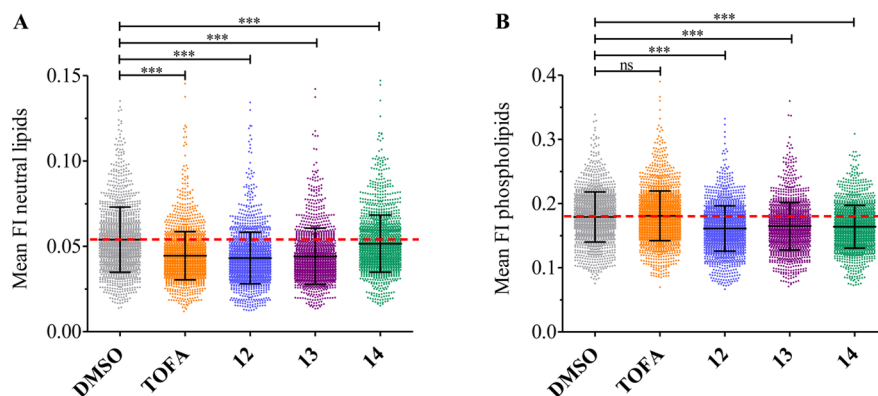 A
***
***
***
***
Mean FI neutral lipids
0.15
0.10
0.05
0.00
DMSO
TOFA
12
13
14
B
***
***
***
ns
Mean FI phospholipids
0.4
0.3
0.2
0.1
0.0
DMSO
TOFA
12
13
14